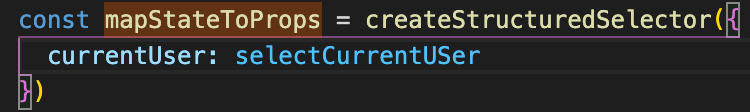 const mapStateToProps = createStructuredSelector({
currentUser: selectCurrentUSer
})